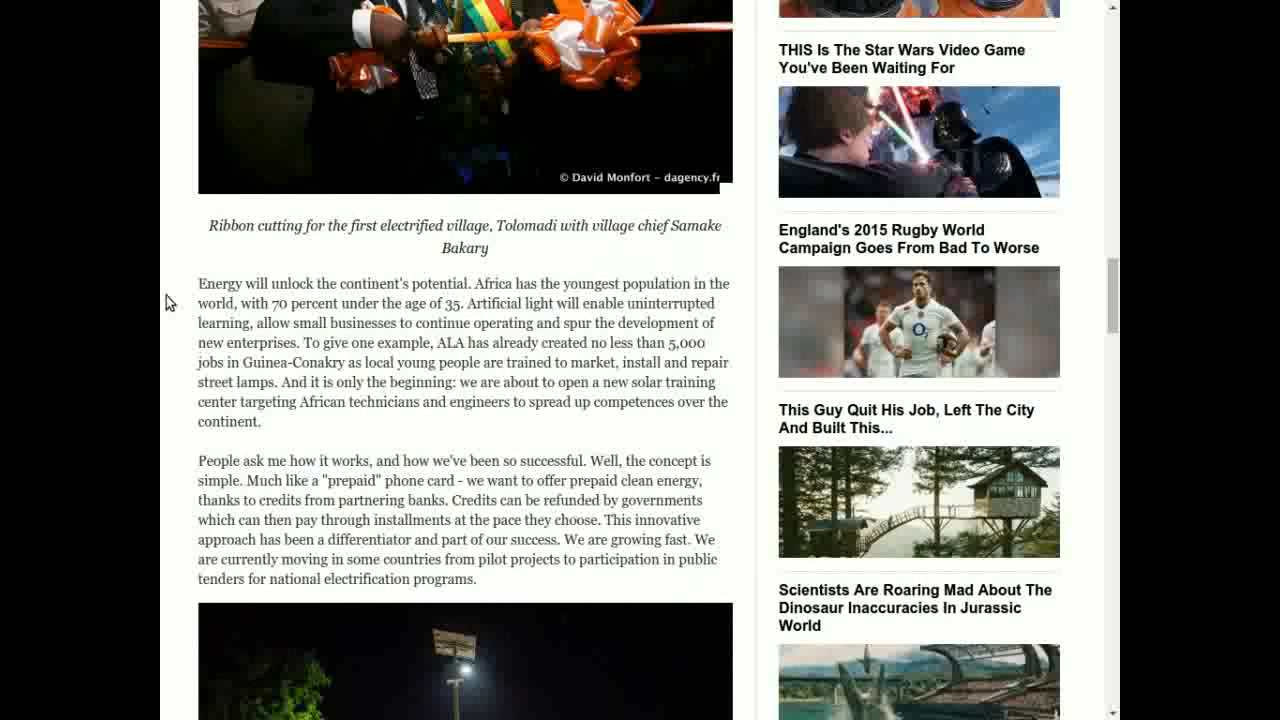 © David Monfort – dagency.fr
Ribbon cutting for the first electrified village, Tolomadi with village chief Samake
Bakary
Energy will unlock the continent's potential. Africa has the youngest population in the
world, with 70 percent under the age of 35. Artificial light will enable uninterrupted
learning, allow small businesses to continue operating and spur the development of
new enterprises. To give one example, ALA has already created no less than 5,000
jobs in Guinea-Conakry as local young people are trained to market, install and repair
street lamps. And it is only the beginning: we are about to open a new solar training
center targeting African technicians and engineers to spread up competences over the
continent.
People ask me how it works, and how we've been so successful. Well, the concept is
simple. Much like a "prepaid" phone card - we want to offer prepaid clean energy,
thanks to credits from partnering banks. Credits can be refunded by governments
which can then pay through installments at the pace they choose. This innovative
approach has been a differentiator and part of our success. We are growing fast. We
are currently moving in some countries from pilot projects to participation in public
tenders for national electrification programs.
THIS Is The Star Wars Video Game
You've Been Waiting For
England's 2015 Rugby World
Campaign Goes From Bad To Worse
O2
This Guy Quit His Job, Left The City
And Built This...
Scientists Are Roaring Mad About The
Dinosaur Inaccuracies In Jurassic
World